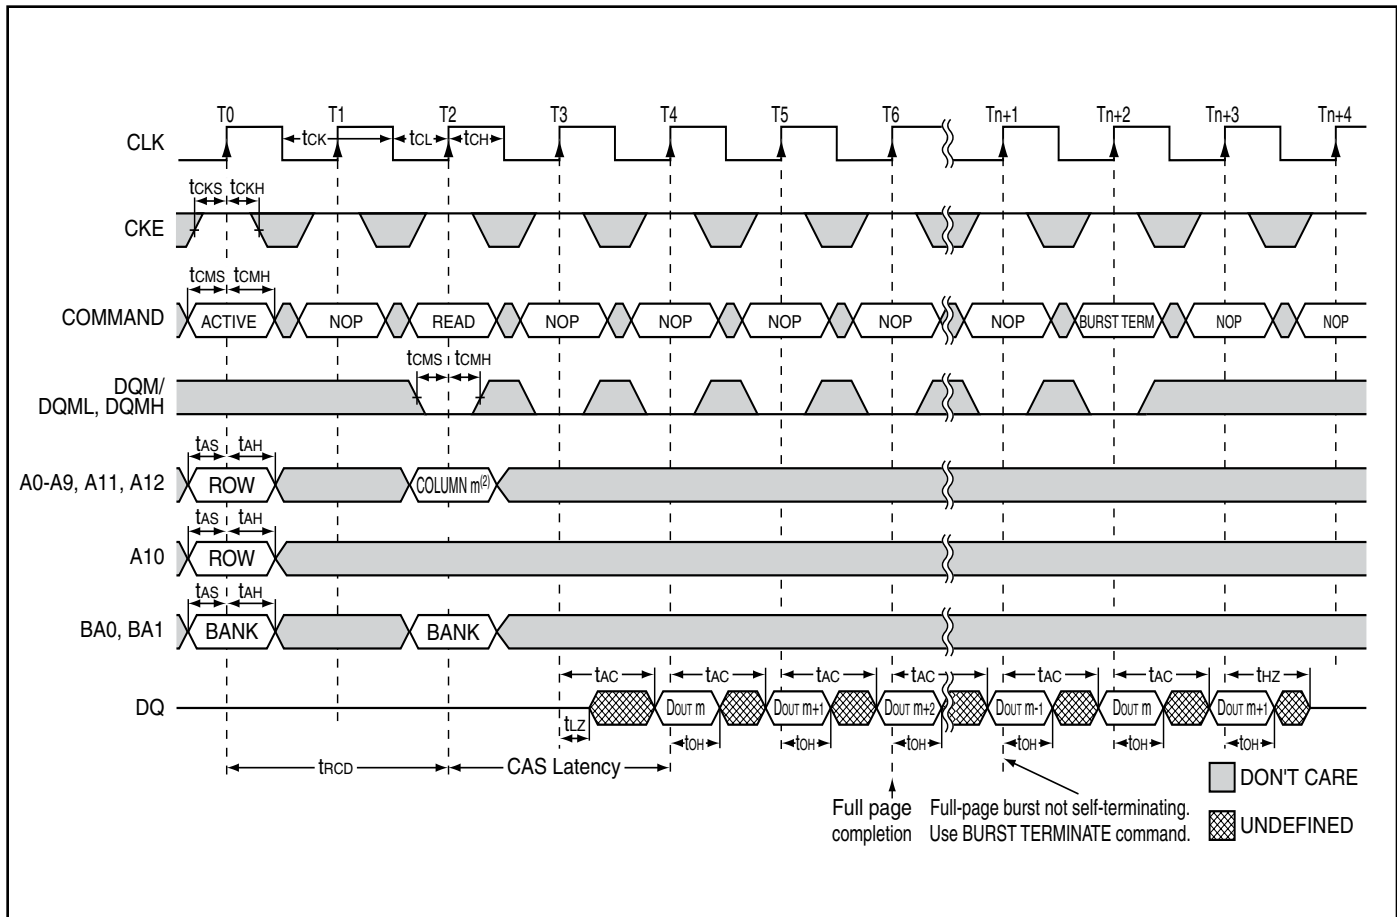 T0 T1 T2 T3 T4 T5 T6 Tn+1 Tn+2 Tn+3 Tn+4
CLK
tCK tCL tCH
tCKS tCKH
CKE
tCMS tCMH
COMMAND
ACTIVE NOP READ NOP NOP NOP NOP NOP BURST TERM NOP NOP
tCMS tCMH
DQM/
DQML, DQMH
tAS tAH
A0-A9, A11, A12
ROW COLUMN m(2)
tAS tAH
A10
ROW
tAS tAH
BA0, BA1
BANK BANK
tAC tAC tAC tAC tAC tAC tHZ
DQ
DOUT m DOUT m+1 DOUT m+2 DOUT m-1 DOUT m DOUT m+1
tLZ
tOH tOH tOH tOH tOH tOH
tRCD CAS Latency
DON'T CARE
UNDEFINED
Full page
completion
Full-page burst not self-terminating.
Use BURST TERMINATE command.